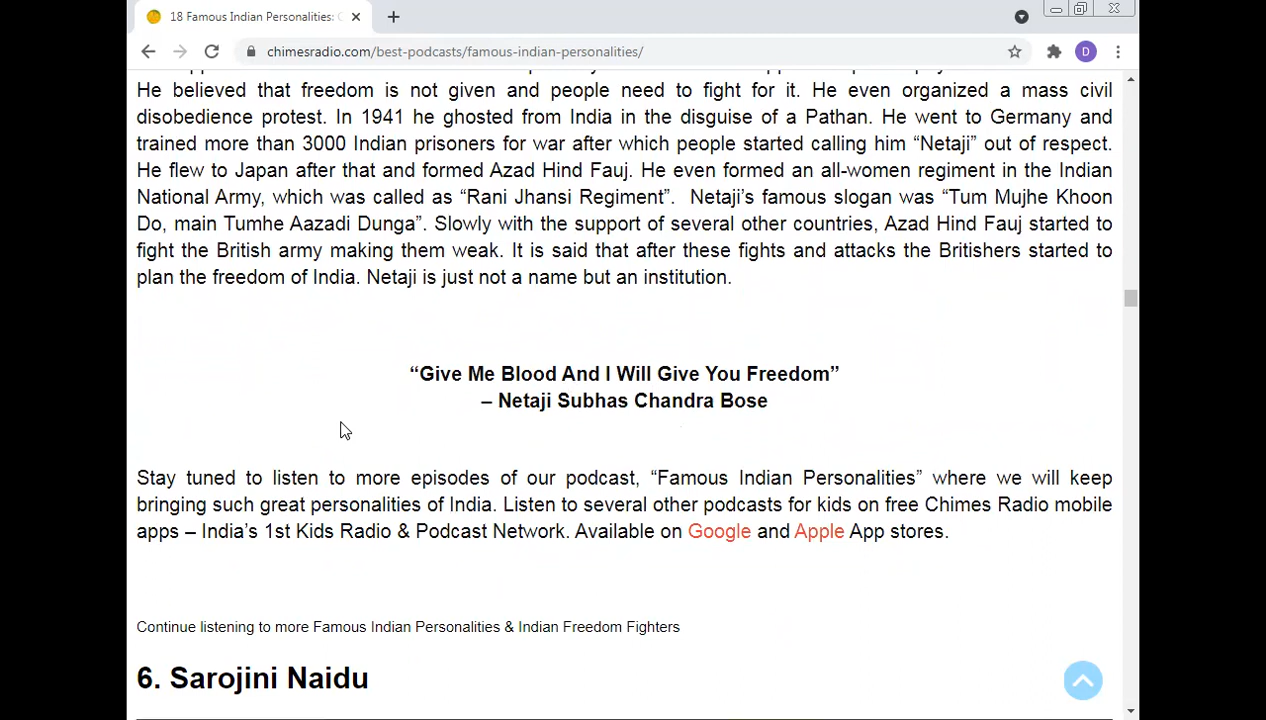 18 Famous Indian Personalities:
chimesradio.com/best-podcasts/famous-indian-personalities/
D
He believed that freedom is not given and people need to fight for it. He even organized a mass civil
disobedience protest. In 1941 he ghosted from India in the disguise of a Pathan. He went to Germany and
trained more than 3000 Indian prisoners for war after which people started calling him “Netaji” out of respect.
He flew to Japan after that and formed Azad Hind Fauj. He even formed an all-women regiment in the Indian
National Army, which was called as “Rani Jhansi Regiment”. Netaji’s famous slogan was “Tum Mujhe Khoon
Do, main Tumhe Aazadi Dunga”. Slowly with the support of several other countries, Azad Hind Fauj started to
fight the British army making them weak. It is said that after these fights and attacks the Britishers started to
plan the freedom of India. Netaji is just not a name but an institution.
“Give Me Blood And I Will Give You Freedom”
– Netaji Subhas Chandra Bose
Stay tuned to listen to more episodes of our podcast, “Famous Indian Personalities” where we will keep
bringing such great personalities of India. Listen to several other podcasts for kids on free Chimes Radio mobile
apps – India’s 1st Kids Radio & Podcast Network. Available on Google and Apple App stores.
Continue listening to more Famous Indian Personalities & Indian Freedom Fighters
6. Sarojini Naidu